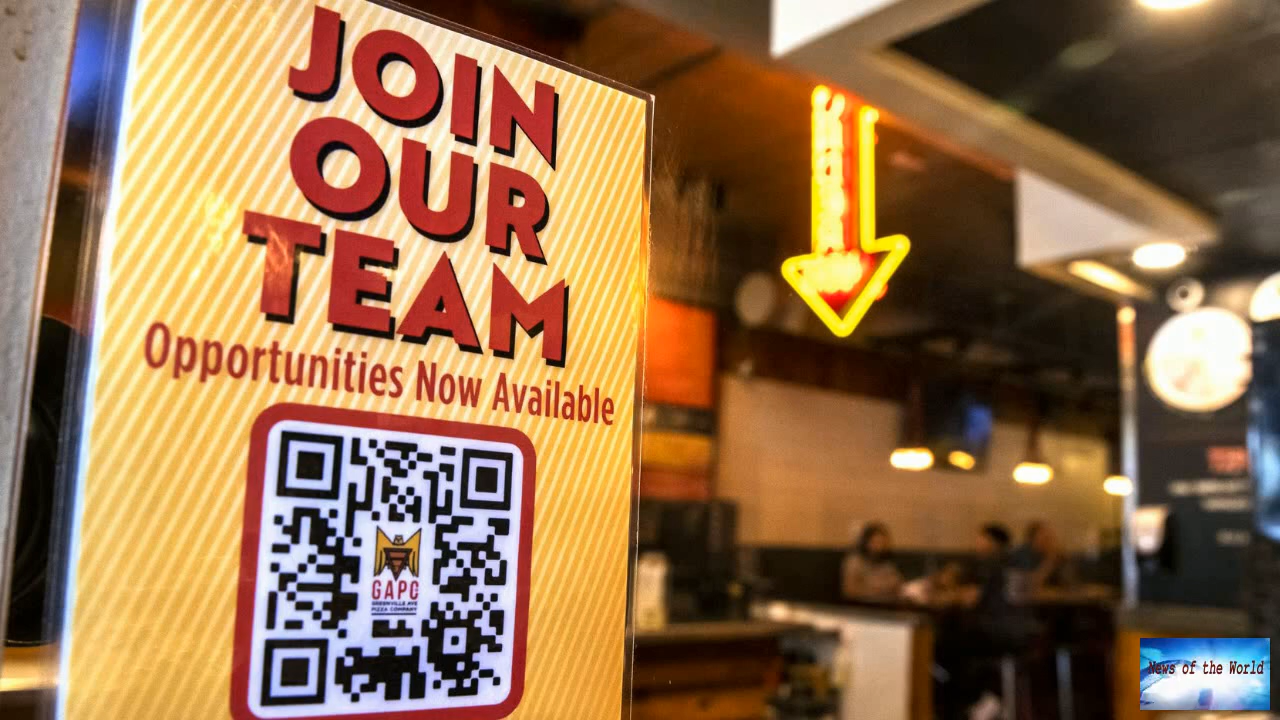 JOIN
OUR
TEAM
Opportunities Now Available
GAPC
GREENVILLE AVE
PIZZA COMPANY
News of the World